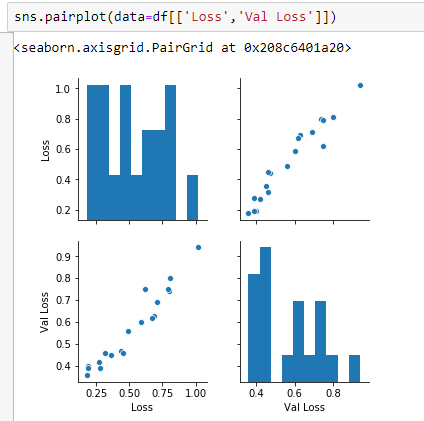 sns.pairplot(data=df[['Loss','Val Loss']])
<seaborn.axisgrid.PairGrid at 0x208c6401a20>
1.0
0.8
0.6
0.4
0.2
Loss
0.9
0.8
0.7
0.6
0.5
0.4
Val Loss
0.25 0.50 0.75 1.00
Loss
0.4 0.6 0.8
Val Loss